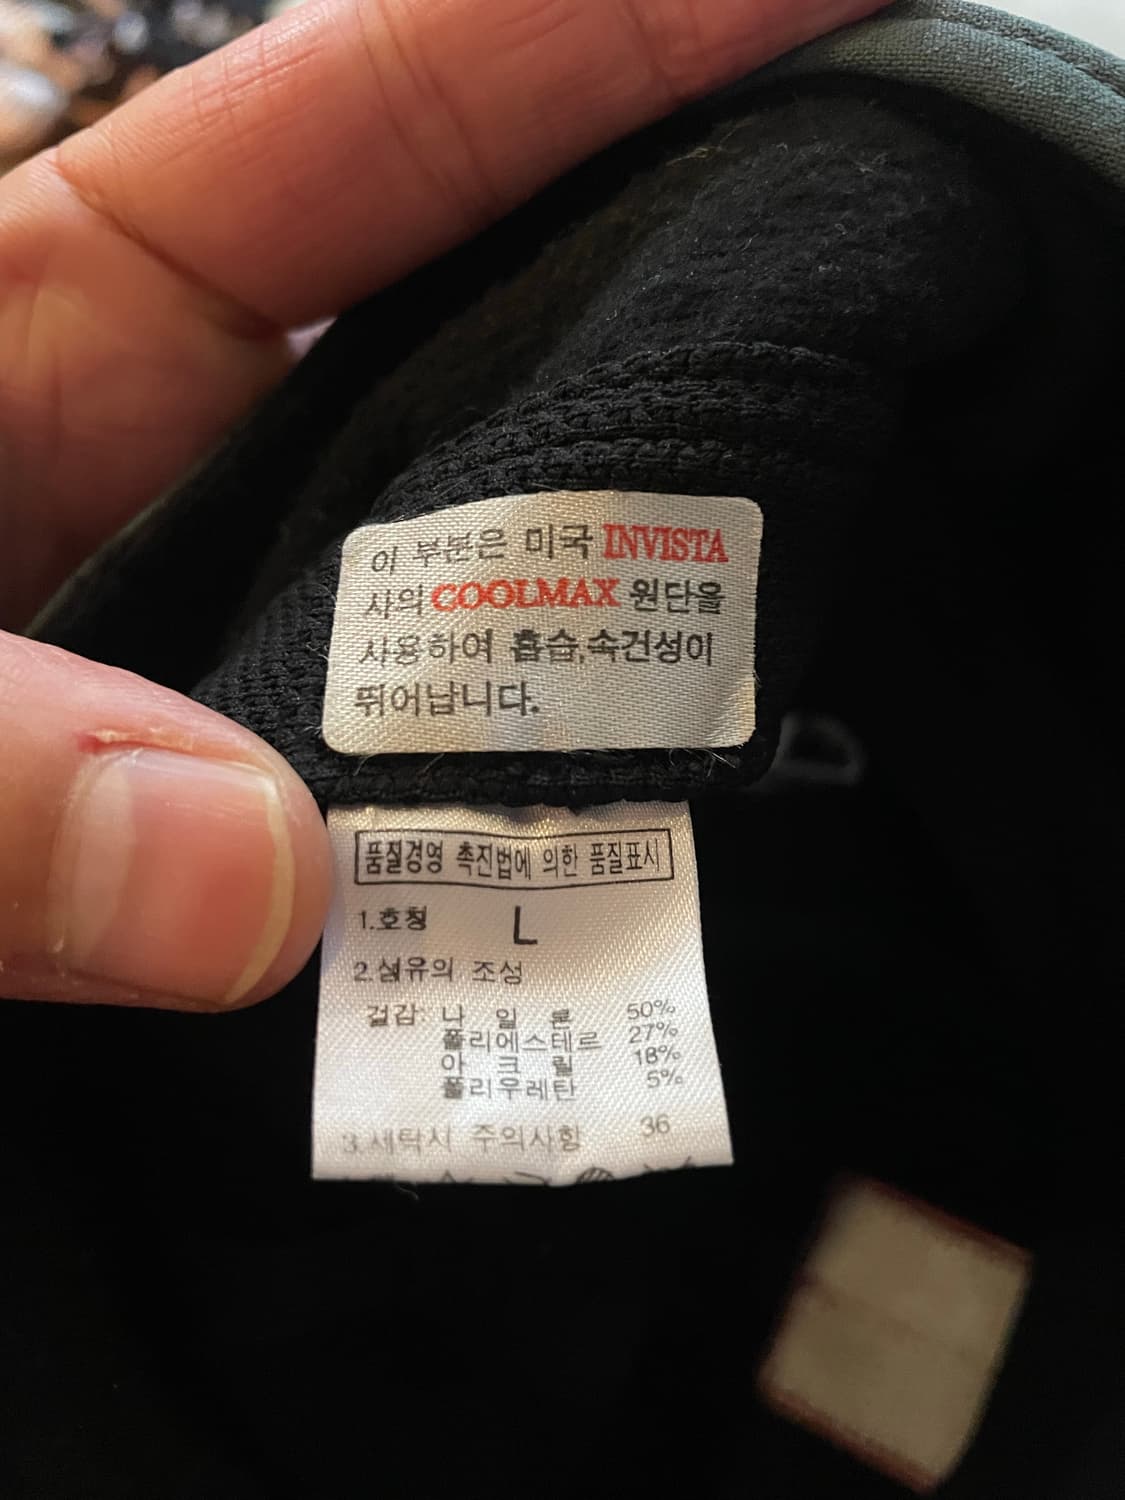 이 부분은 미국 INVISTA
사의 COOLMAX 원단을
사용하여 흡습,속건성이
뛰어납니다.
품질경영 촉진법에 의한 품질표시
1.호칭 L
2.섬유의 조성
겉감: 나 일 론 50%
폴리에스테르 27%
아 크 릴 18%
폴리우레탄 5%
3.세탁시 주의사항 36